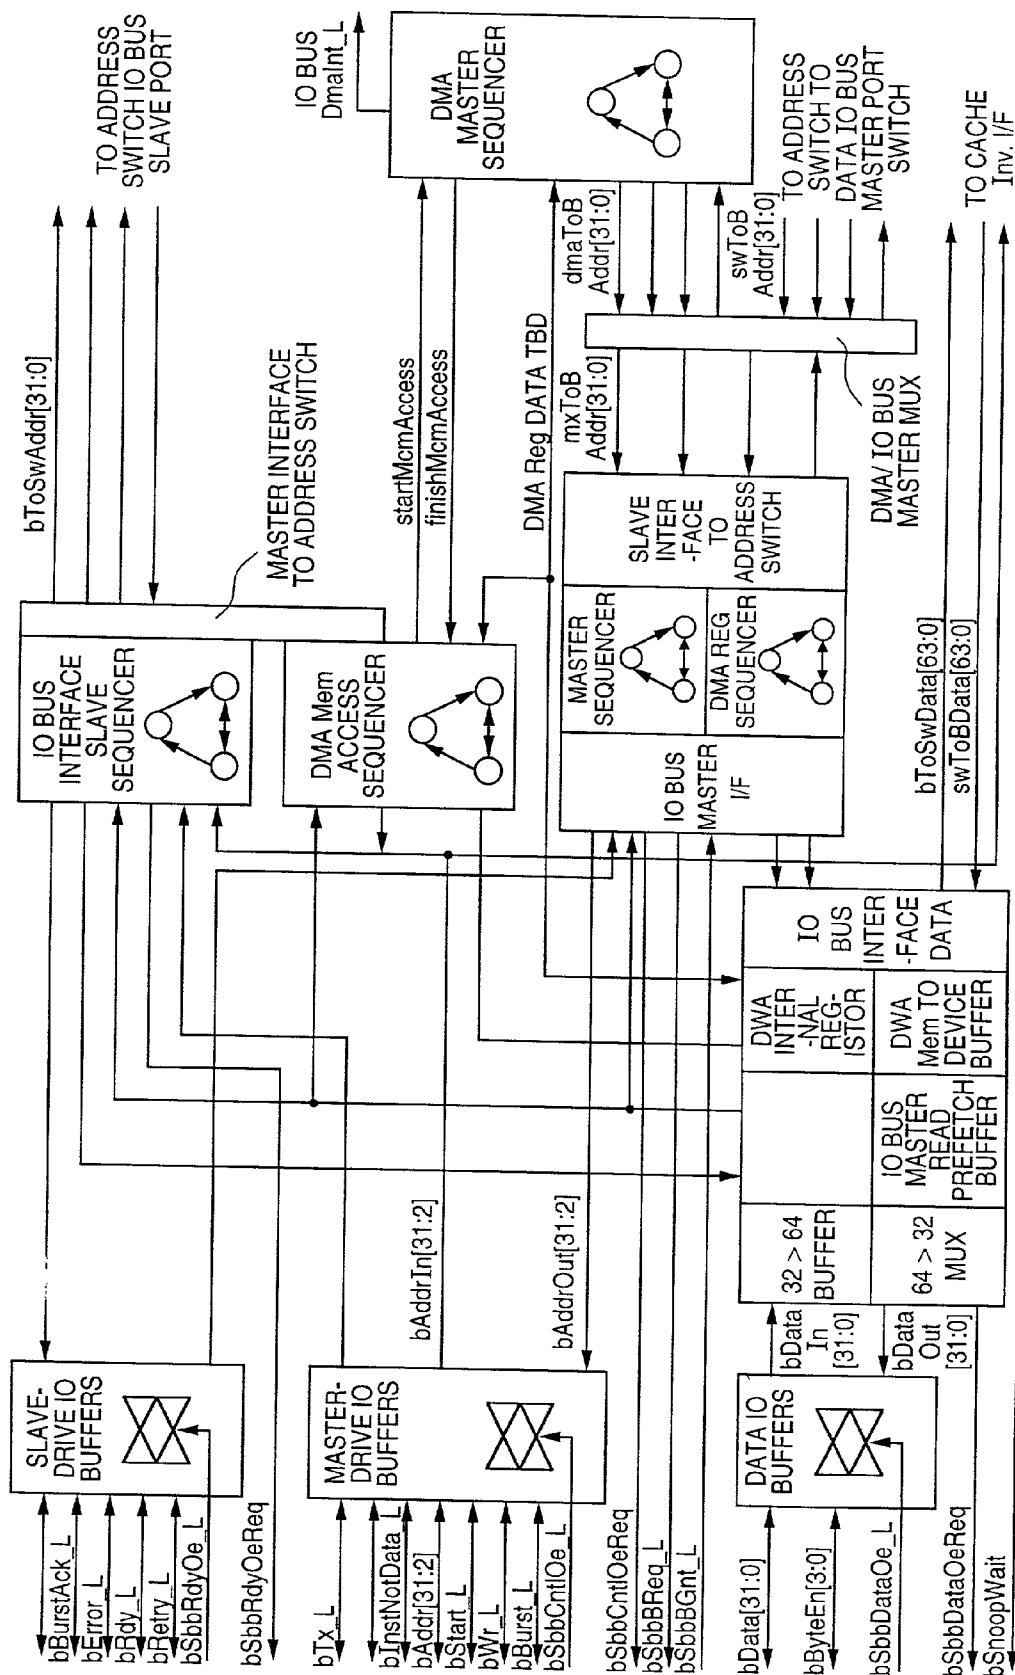 TO ADDRESS
SWITCH IO BUS
SLAVE PORT
bToSwAddr[31:0]
MASTER INTERFACE
TO ADDRESS SWITCH
IO BUS
INTERFACE
SLAVE
SEQUENCER
SLAVE-
DRIVE IO
BUFFERS
bBurstAck_L
bError_L
bRdy_L
bRetry_L
bSbbRdyOe_L
bSbbRdyOeReq
IO BUS
DmaInt_L
DMA
MASTER
SEQUENCER
startMcmAccess
finishMcmAccess
DMA Reg DATA TBD
DMA Mem
ACCESS
SEQUENCER
bAddrIn[31:2]
bAddrOut[31:2]
MASTER-
DRIVE IO
BUFFERS
bTx_L
bInstNotData_L
bAddr[31:2]
bStart_L
bWr_L
bBurst_L
bSbbCntlOe_L
bSbbCntlOeReq
bSbbBReq_L
bSbbBGnt_L
dmaToB
Addr[31:0]
swToB
Addr[31:0]
mxToB
Addr[31:0]
TO ADDRESS
SWITCH TO
DATA IO BUS
MASTER PORT
SWITCH
DMA/ IO BUS
MASTER MUX
SLAVE
INTER
-FACE
TO
ADDRESS
SWITCH
MASTER
SEQUENCER
DMA REG
SEQUENCER
IO BUS
MASTER
I/F
TO CACHE
Inv. I/F
bToSwData[63:0]
swToBData[63:0]
IO
BUS
INTER
-FACE
DATA
DWA
INTER
-NAL
REG-
ISTOR
DWA
Mem TO
DEVICE
BUFFER
IO BUS
MASTER
READ
PREFETCH
BUFFER
32 > 64
BUFFER
64 > 32
MUX
bData
In
[31:0]
bData
Out
[31:0]
DATA IO
BUFFERS
bData[31:0]
bByteEn[3:0]
bSbbDataOe_L
bSbbDataOeReq
bSnoopWait